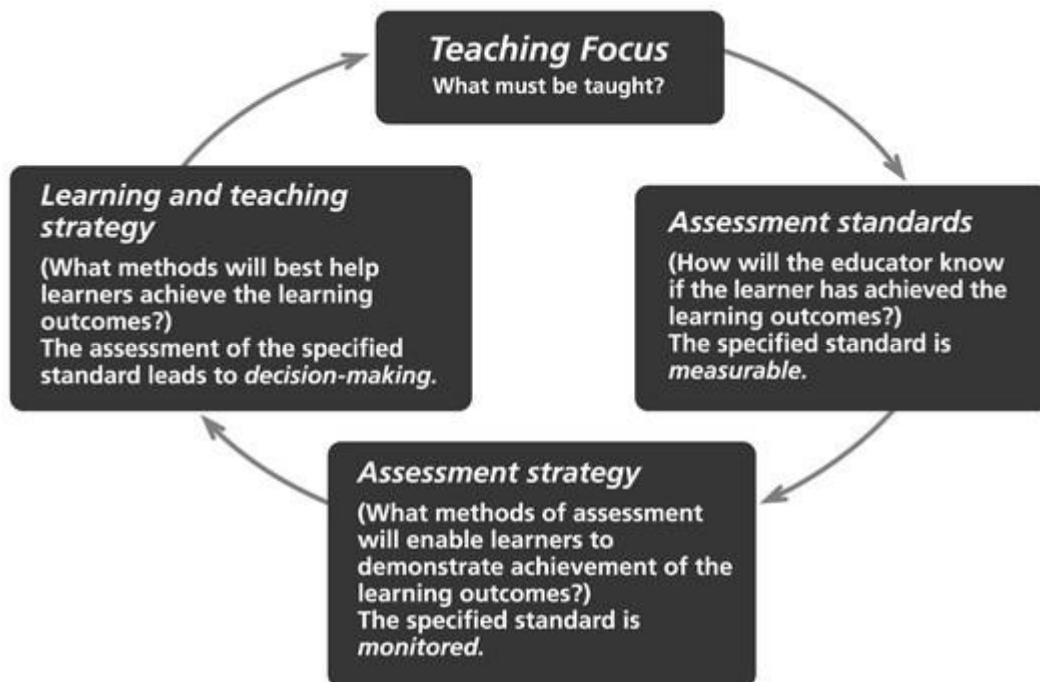 Teaching Focus
What must be taught?
Learning and teaching
strategy
(What methods will best help
learners achieve the learning
outcomes?)
The assessment of the specified
standard leads to decision-making.
Assessment standards
(How will the educator know
if the learner has achieved the
learning outcomes?)
The specified standard is
measurable.
Assessment strategy
(What methods of assessment
will enable learners to
demonstrate achievement of the
learning outcomes?)
The specified standard is
monitored.